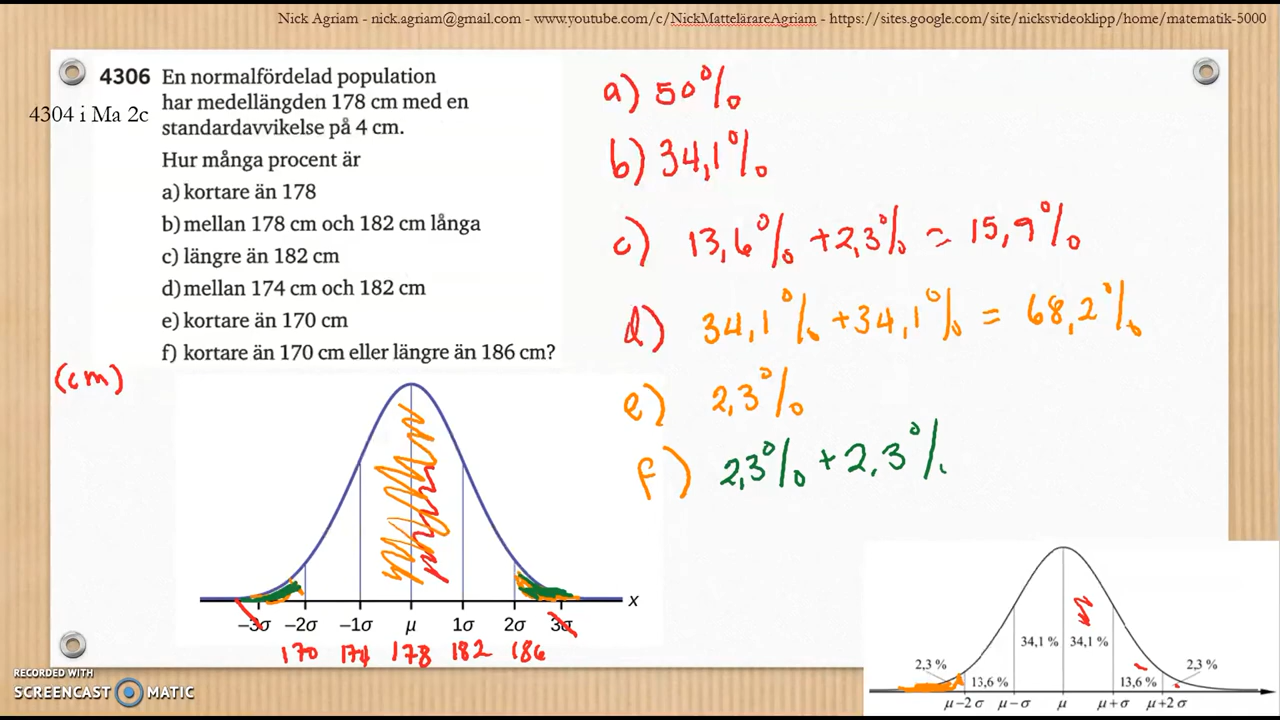 Nick Agriam - nick.agriam@gmail.com - www.youtube.com/c/NickMattelärareAgriam - https://sites.google.com/site/nicksvideoklipp/home/matematik-5000
4306 En normalfördelad population
har medellängden 178 cm med en
4304 i Ma 2c
standardavvikelse på 4 cm.
Hur många procent är
a) kortare än 178
b) mellan 178 cm och 182 cm långa
c) längre än 182 cm
d) mellan 174 cm och 182 cm
e) kortare än 170 cm
f) kortare än 170 cm eller längre än 186 cm?
(cm)
a) 50%
b) 34,1%
c) 13,6% + 2,3% = 15,9%
d) 34,1% + 34,1% = 68,2%
e) 2,3%
f) 2,3% + 2,3%
x
−3σ −2σ −1σ μ 1σ 2σ 3σ
170 174 178 182 186
34,1 % 34,1 %
2,3 % 2,3 %
13,6 % 13,6 %
μ−2σ μ−σ μ μ+σ μ+2σ
RECORDED WITH
SCREENCAST MATIC